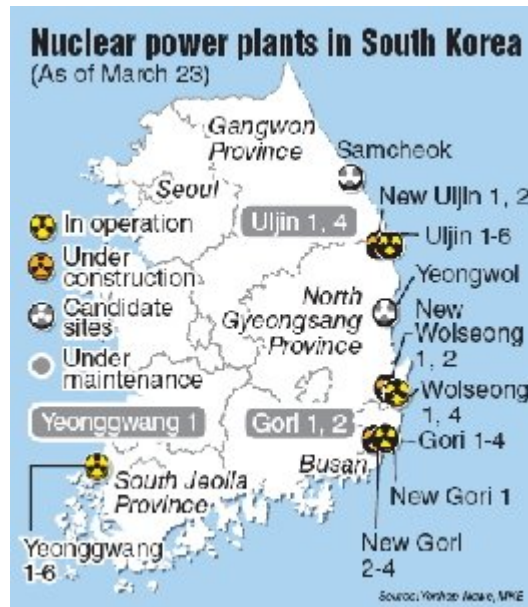 Nuclear power plants in South Korea
(As of March 23)
Gangwon
Province
Samcheok
Seoul
New Uljin 1, 2
Uljin 1, 4
Uljin 1-6
In operation
Under
construction
Candidate
sites
Under
maintenance
Yeongwol
North
Gyeongsang
Province
New
Wolseong
1, 2
Wolseong
1, 4
Yeonggwang 1
Gori 1, 2
Gori 1-4
Busan
South Jeolla
Province
New Gori 1
Yeonggwang
1-6
New Gori
2-4
Source: Yonhap News, MKE